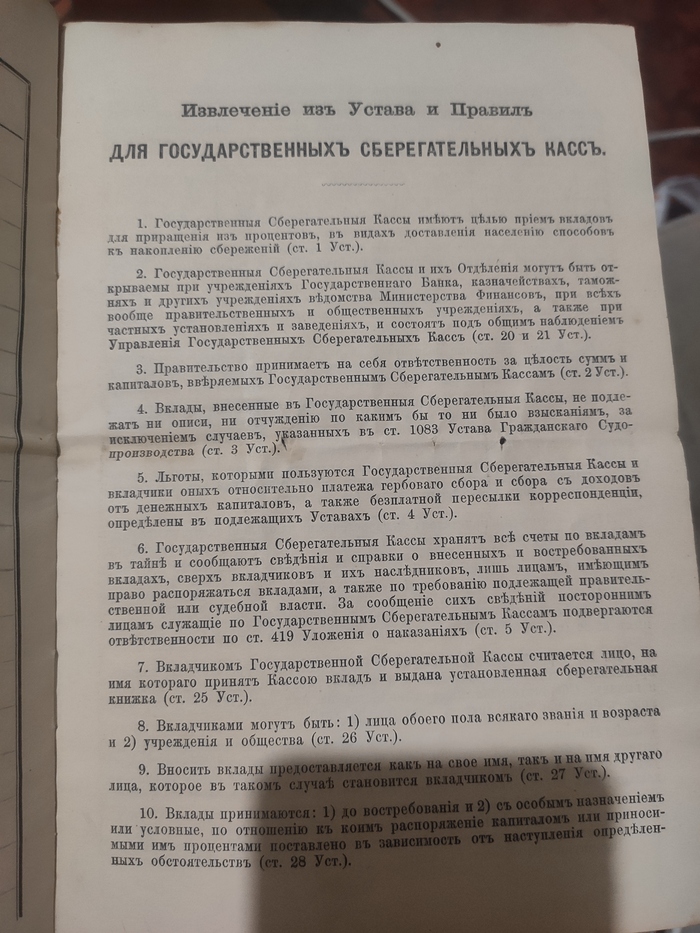 Извлеченіе изъ Устава и Правилъ
ДЛЯ ГОСУДАРСТВЕННЫХЪ СБЕРЕГАТЕЛЬНЫХЪ КАССЪ.
1. Государственныя Сберегательныя Кассы имѣютъ цѣлью пріемъ вкладовъ
для приращенія изъ процентовъ, въ видахъ доставленія населенію способовъ
къ накопленію сбереженій (ст. 1 Уст.).
2. Государственныя Сберегательныя Кассы и ихъ Отдѣленія могутъ быть от-
крываемы при учрежденіяхъ Государственнаго Банка, казначействахъ, тамож-
няхъ и другихъ учрежденіяхъ вѣдомства Министерства Финансовъ, при всѣхъ
вообще правительственныхъ и общественныхъ учрежденіяхъ, а также при
частныхъ установленіяхъ и заведеніяхъ, и состоятъ подъ общимъ наблюденіемъ
Управленія Государственныхъ Сберегательныхъ Кассъ (ст. 20 и 21 Уст.).
3. Правительство принимаетъ на себя отвѣтственность за цѣлость суммъ и
капиталовъ, ввѣряемыхъ Государственнымъ Сберегательнымъ Кассамъ (ст. 2 Уст.).
4. Вклады, внесенные въ Государственныя Сберегательныя Кассы, не подле-
жатъ ни описи, ни отчужденію по какимъ бы то ни было взысканіямъ, за
исключеніемъ случаевъ, указанныхъ въ ст. 1083 Устава Гражданскаго Судо-
производства (ст. 3 Уст.).
5. Льготы, которыми пользуются Государственныя Сберегательныя Кассы и
вкладчики оныхъ относительно платежа гербоваго сбора и сбора съ доходовъ
отъ денежныхъ капиталовъ, а также безплатной пересылки корреспонденціи,
опредѣлены въ подлежащихъ Уставахъ (ст. 4 Уст.).
6. Государственныя Сберегательныя Кассы хранятъ всѣ счеты по вкладамъ
въ тайнѣ и сообщаютъ свѣдѣнія и справки о внесенныхъ и востребованныхъ
вкладахъ, сверхъ вкладчиковъ и ихъ наслѣдниковъ, лишь лицамъ, имѣющимъ
право распоряжаться вкладами, а также по требованію подлежащей правитель-
ственной или судебной власти. За сообщеніе сихъ свѣдѣній постороннимъ
лицамъ служащіе по Государственнымъ Сберегательнымъ Кассамъ подвергаются
отвѣтственности по ст. 419 Уложенія о наказаніяхъ (ст. 5 Уст.).
7. Вкладчикомъ Государственной Сберегательной Кассы считается лицо, на
имя котораго принятъ Кассою вкладъ и выдана установленная сберегательная
книжка (ст. 25 Уст.).
8. Вкладчиками могутъ быть: 1) лица обоего пола всякаго званія и возраста
и 2) учрежденія и общества (ст. 26 Уст.).
9. Вносить вклады предоставляется какъ на свое имя, такъ и на имя другаго
лица, которое въ такомъ случаѣ становится вкладчикомъ (ст. 27 Уст.).
10. Вклады принимаются: 1) до востребованія и 2) съ особымъ назначеніемъ
или условные, по отношенію къ коимъ распоряженіе капиталомъ или приноси-
мыми имъ процентами поставлено въ зависимость отъ наступленія опредѣлен-
ныхъ обстоятельствъ (ст. 28 Уст.).